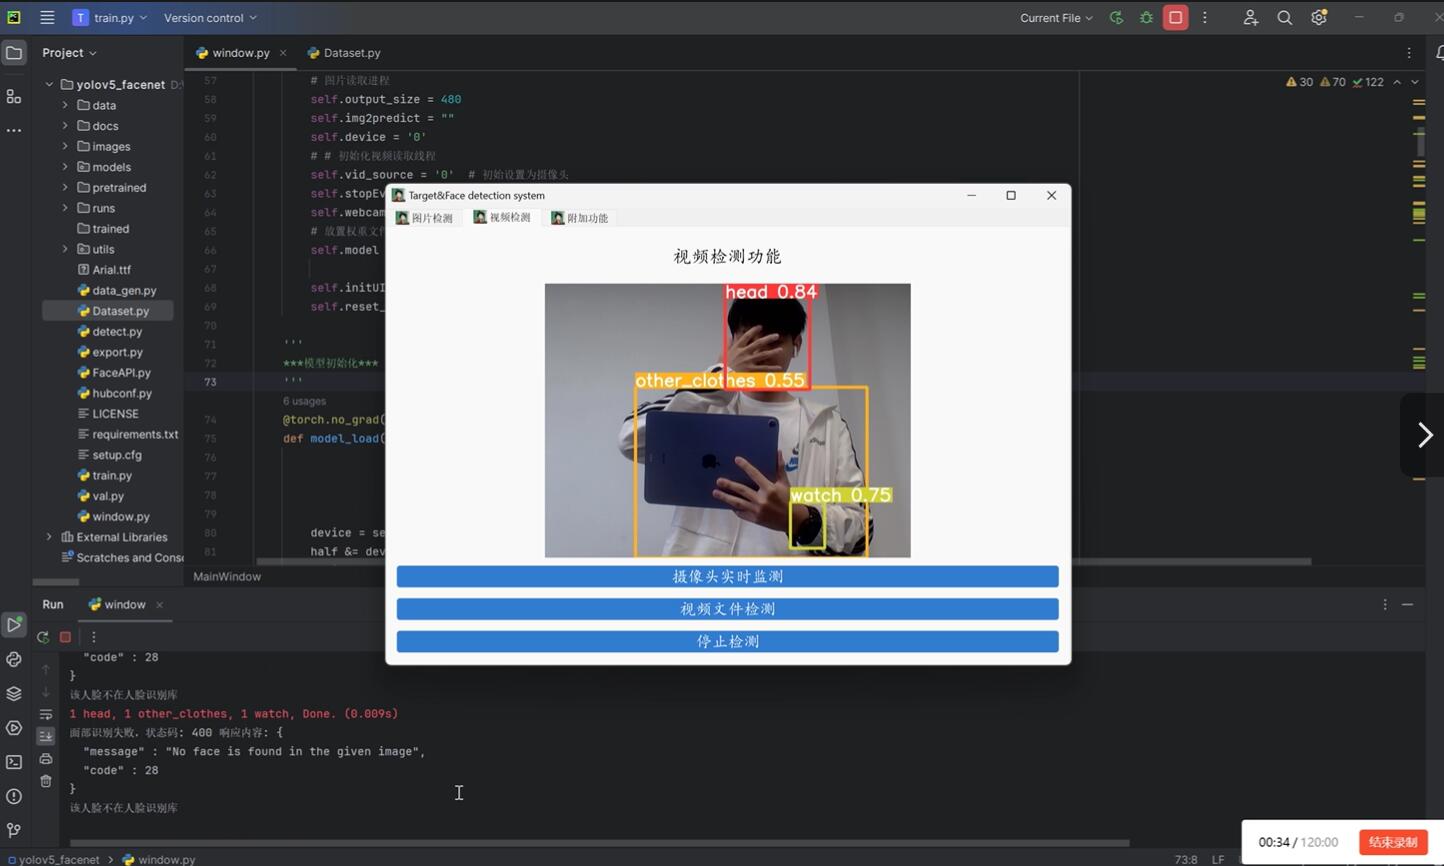 train.py
Version control
Current File
Project
window.py
Dataset.py
yolov5_facenet
data
docs
images
models
pretrained
runs
trained
utils
Arial.ttf
data_gen.py
Dataset.py
detect.py
export.py
FaceAPI.py
hubconf.py
LICENSE
requirements.txt
setup.cfg
train.py
val.py
window.py
External Libraries
Scratches and Conso
30 70 122
57 # 图片读取进程
58 self.output_size = 480
59 self.img2predict = ""
60 self.device = '0'
61 # # 初始化视频读取线程
62 self.vid_source = '0' # 初始设置为摄像头
63 self.stopEv
64 self.webcam
65 # 放置权重文件
66 self.model
67
68 self.initUI
69 self.reset_
70
71 '''
72 ***模型初始化***
73 '''
6 usages
74 @torch.no_grad(
75 def model_load(
76
77
78
79
80 device = se
81 half &= dev
MainWindow
Target&Face detection system
图片检测
视频检测
附加功能
视频检测功能
head 0.84
other_clothes 0.55
watch 0.75
摄像头实时监测
视频文件检测
停止检测
Run
window
"code" : 28
}
该人脸不在人脸识别库
1 head, 1 other_clothes, 1 watch, Done. (0.009s)
面部识别失败, 状态码: 400 响应内容: {
"message" : "No face is found in the given image",
"code" : 28
}
该人脸不在人脸识别库
00:34 / 120:00
结束录制
yolov5_facenet
window.py
73:8
LF